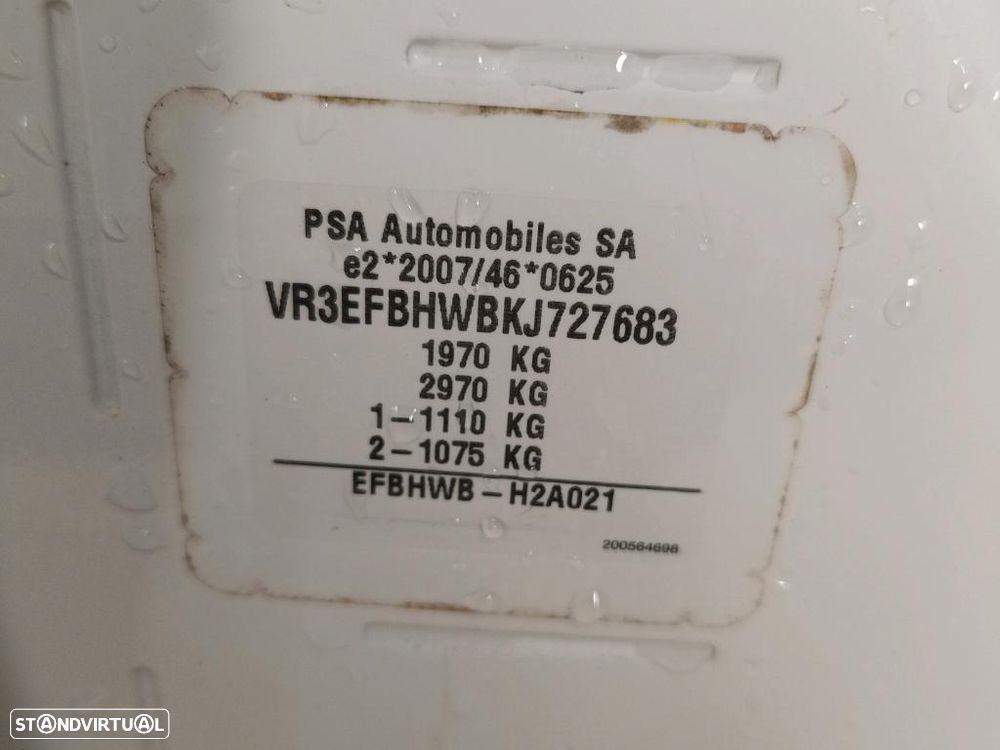 PSA Automobiles SA
e2*2007/46*0625
VR3EFBHWBKJ727683
1970 KG
2970 KG
1-1110 KG
2-1075 KG
EFBHWB-H2A021
200564698
STANDVIRTUAL